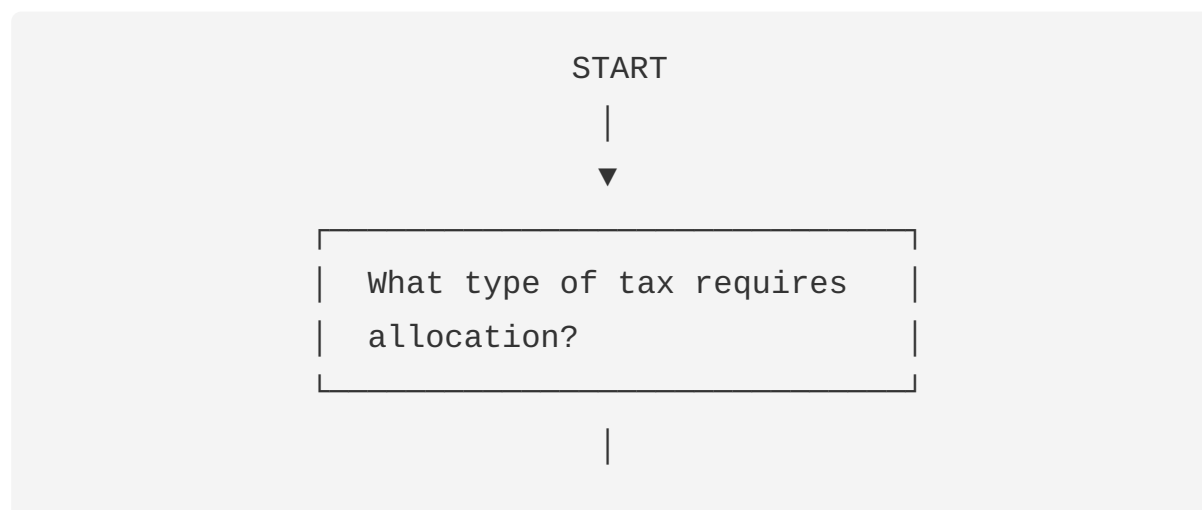 START
What type of tax requires
allocation?